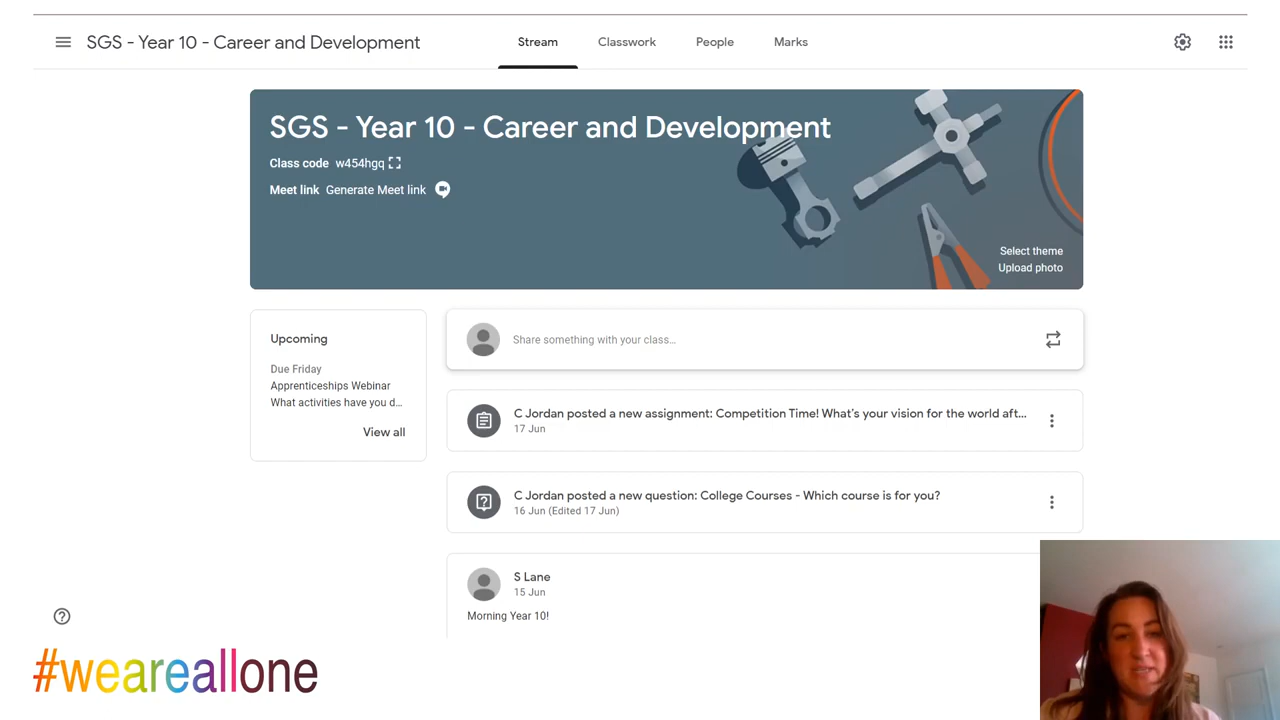 SGS - Year 10 - Career and Development
Stream
Classwork
People
Marks
SGS - Year 10 - Career and Development
Class code w454hgq
Meet link Generate Meet link
Select theme
Upload photo
Upcoming
Due Friday
Apprenticeships Webinar
What activities have you d...
View all
Share something with your class...
C Jordan posted a new assignment: Competition Time! What's your vision for the world aft...
17 Jun
C Jordan posted a new question: College Courses - Which course is for you?
16 Jun (Edited 17 Jun)
S Lane
15 Jun
Morning Year 10!
#weareallone